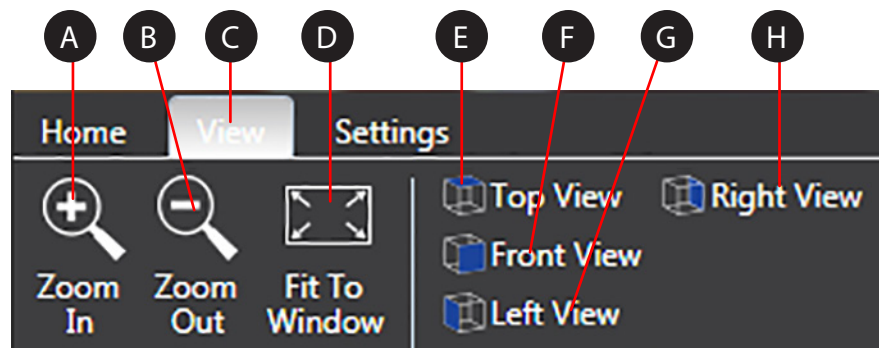 A B C D E F G H
Home View Settings
Top View Right View
Front View
Left View
Zoom In
Zoom Out
Fit To Window